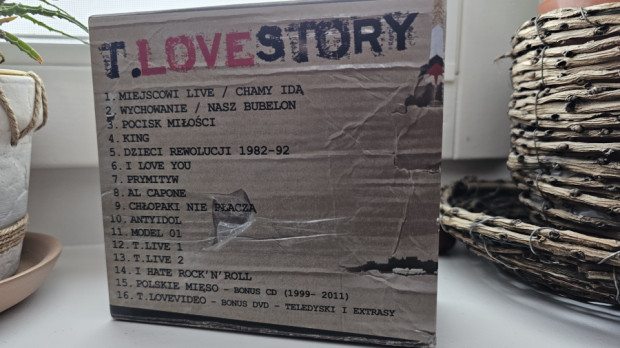 T.LOVESTORY
1. MIEJSCOWI LIVE / CHAMY IDĄ
2. WYCHOWANIE / NASZ BUBELON
3. POCISK MIŁOŚCI
4. KING
5. DZIECI REWOLUCJI 1982-92
6. I LOVE YOU
7. PRYMITYW
8. AL CAPONE
9. CHŁOPAKI NIE PŁACZĄ
10. ANTYIDOL
11. MODEL 01
12. T.LIVE 1
13. T.LIVE 2
14. I HATE ROCK'N'ROLL
15. POLSKIE MIĘSO - BONUS CD (1999- 2011)
16. T.LOVEVIDEO - BONUS DVD - TELEDYSKI I EXTRASY